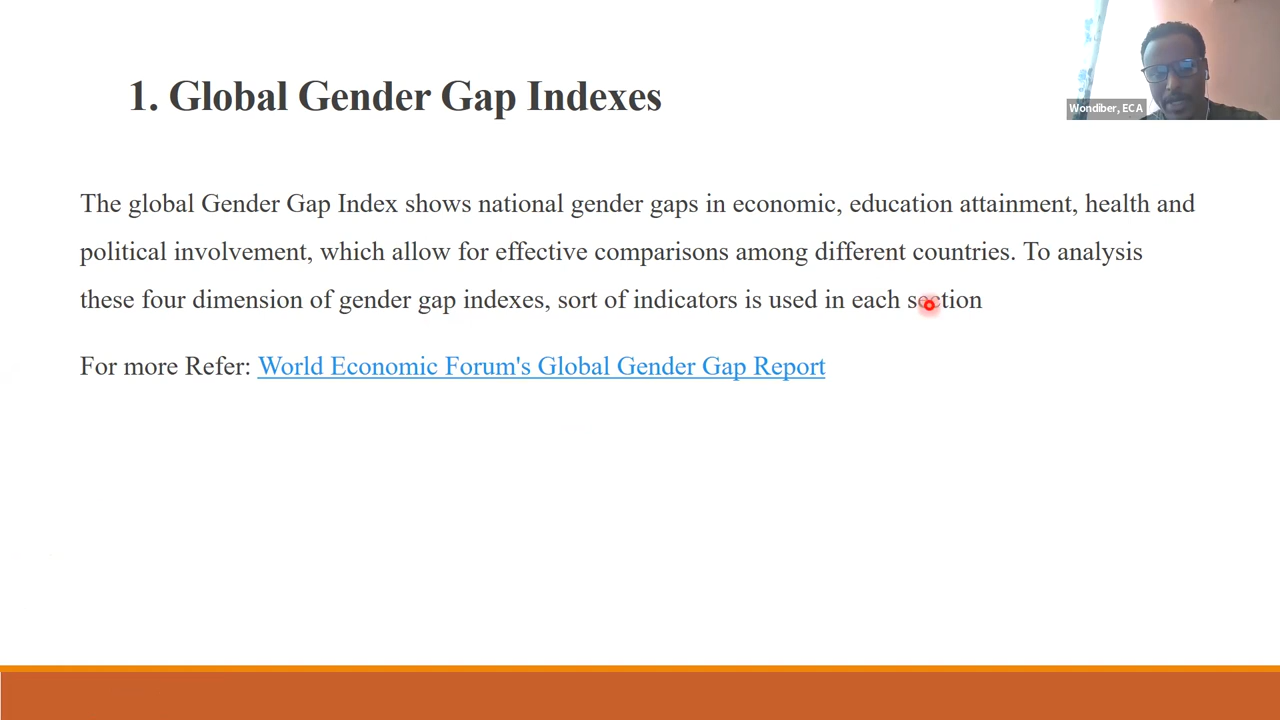 1. Global Gender Gap Indexes
Wondiber, ECA
The global Gender Gap Index shows national gender gaps in economic, education attainment, health and
political involvement, which allow for effective comparisons among different countries. To analysis
these four dimension of gender gap indexes, sort of indicators is used in each section
For more Refer: World Economic Forum's Global Gender Gap Report